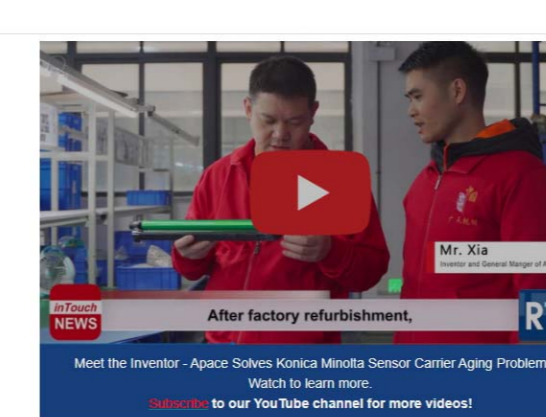 Mr. Xia
Inventor and General Manger of A
inTouch
NEWS
After factory refurbishment,
R
Meet the Inventor - Apace Solves Konica Minolta Sensor Carrier Aging Problem
Watch to learn more.
Subscribe to our YouTube channel for more videos!